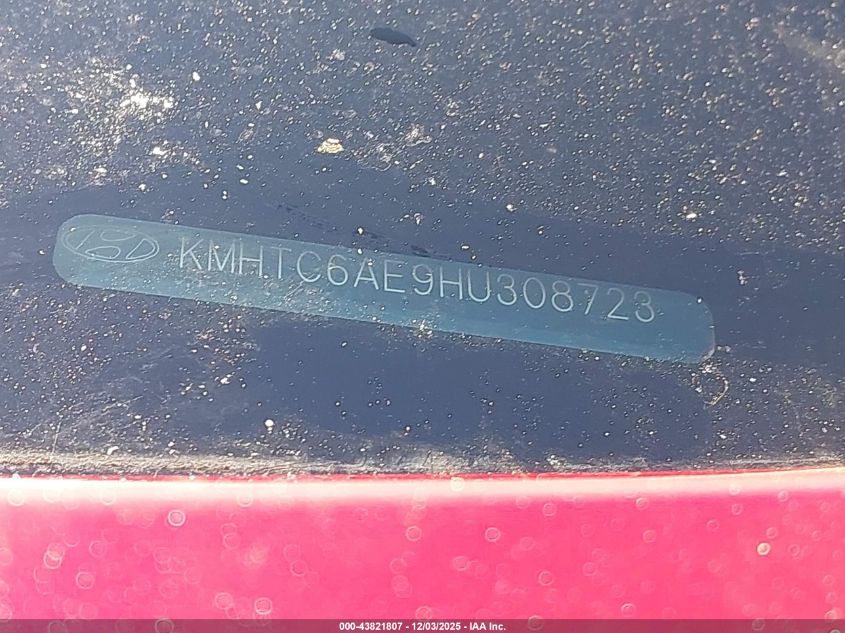 KMHTC6AE9HU308723
000-43821807 - 12/03/2025 - IAA Inc.